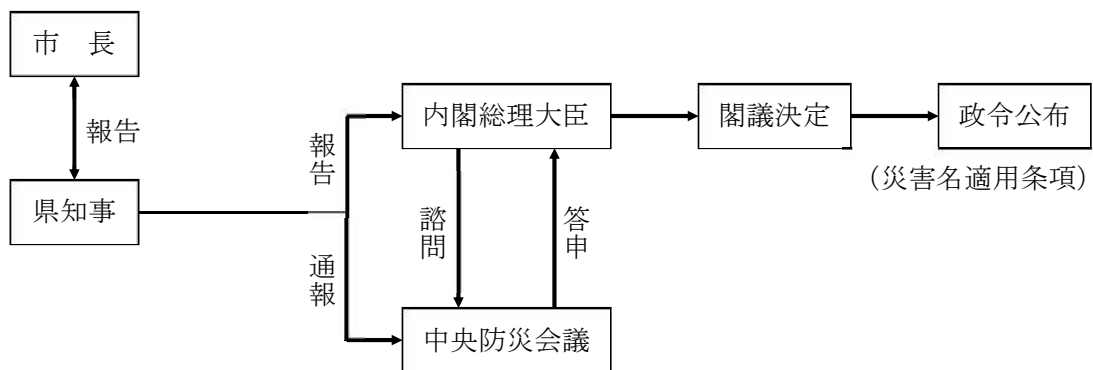 市　長
報告
県知事
報告
通報
内閣総理大臣
諮問
答申
中央防災会議
閣議決定
政令公布
（災害名適用条項）